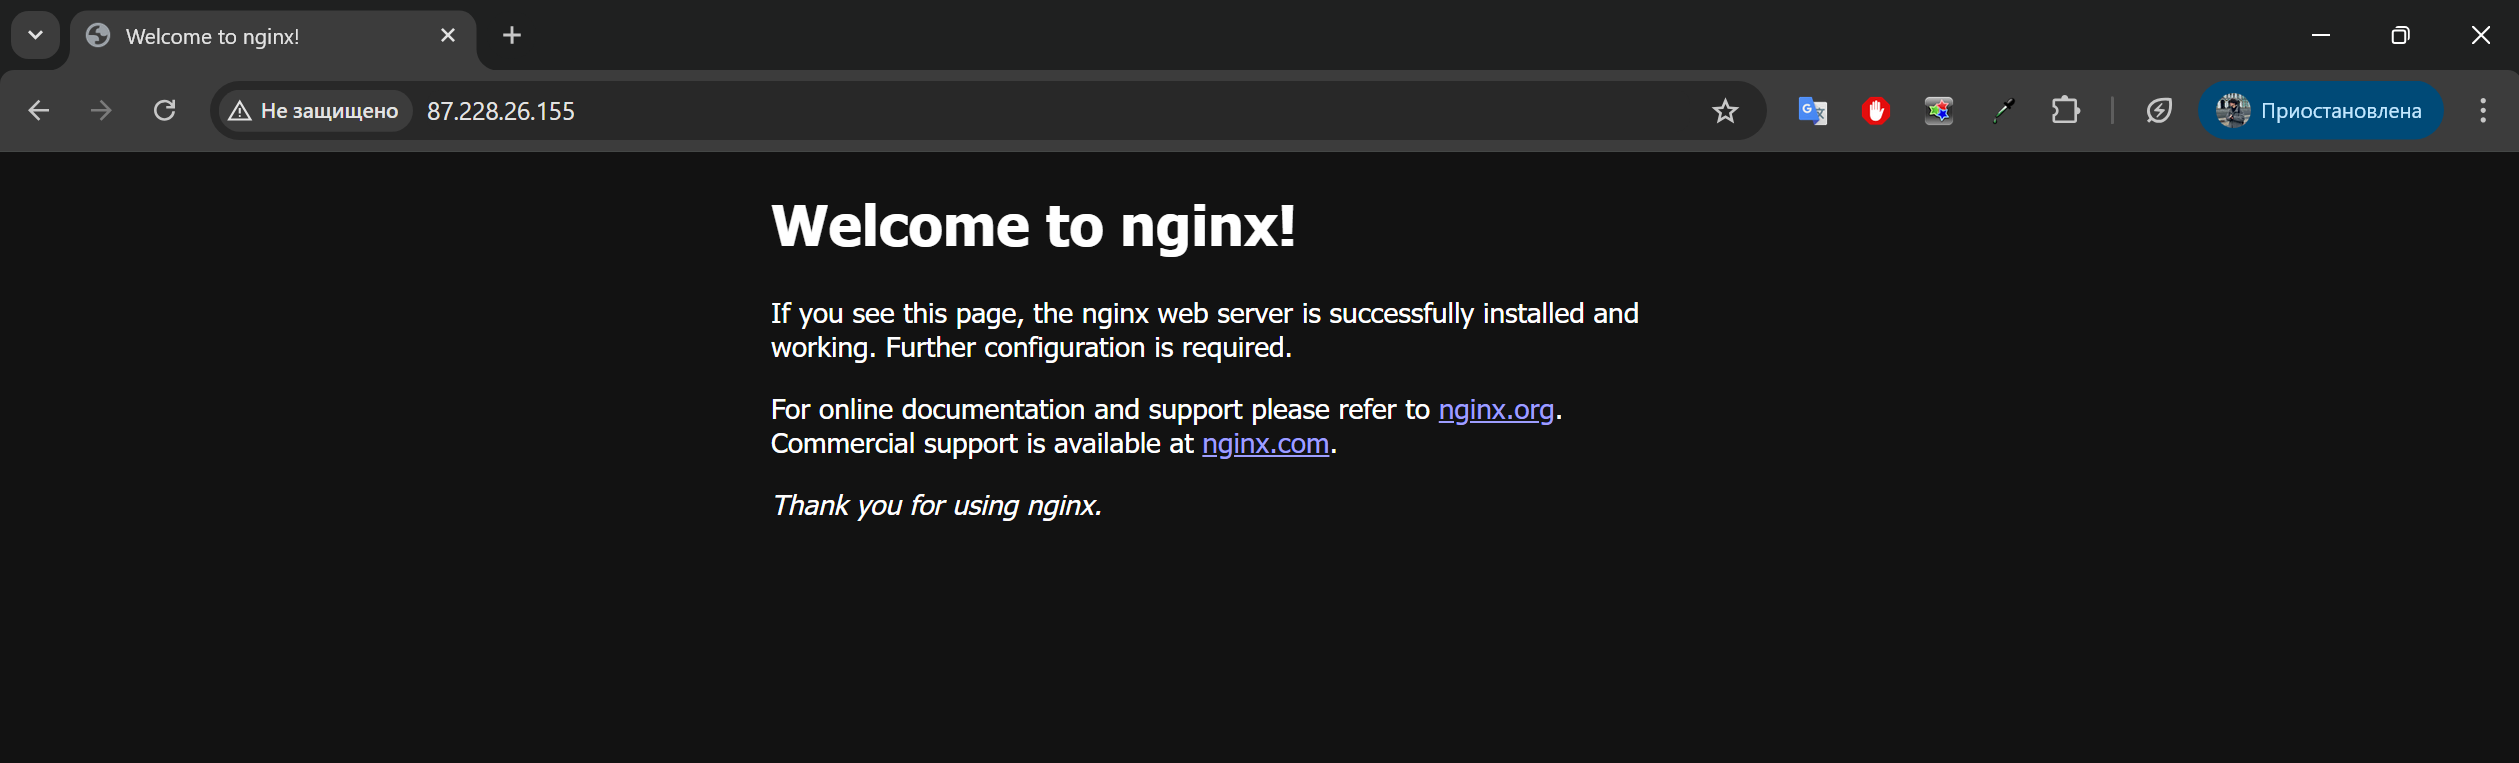 Welcome to nginx!
Не защищено
87.228.26.155
Приостановлена
Welcome to nginx!
If you see this page, the nginx web server is successfully installed and
working. Further configuration is required.
For online documentation and support please refer to nginx.org.
Commercial support is available at nginx.com.
Thank you for using nginx.